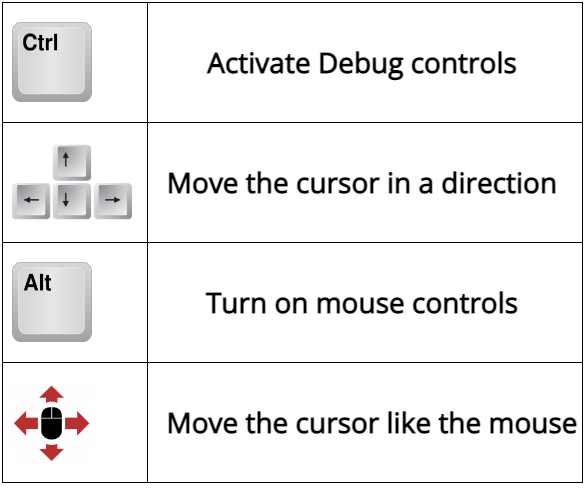 Ctrl
Activate Debug controls
↑
← ↓ →
Move the cursor in a direction
Alt
Turn on mouse controls
Move the cursor like the mouse